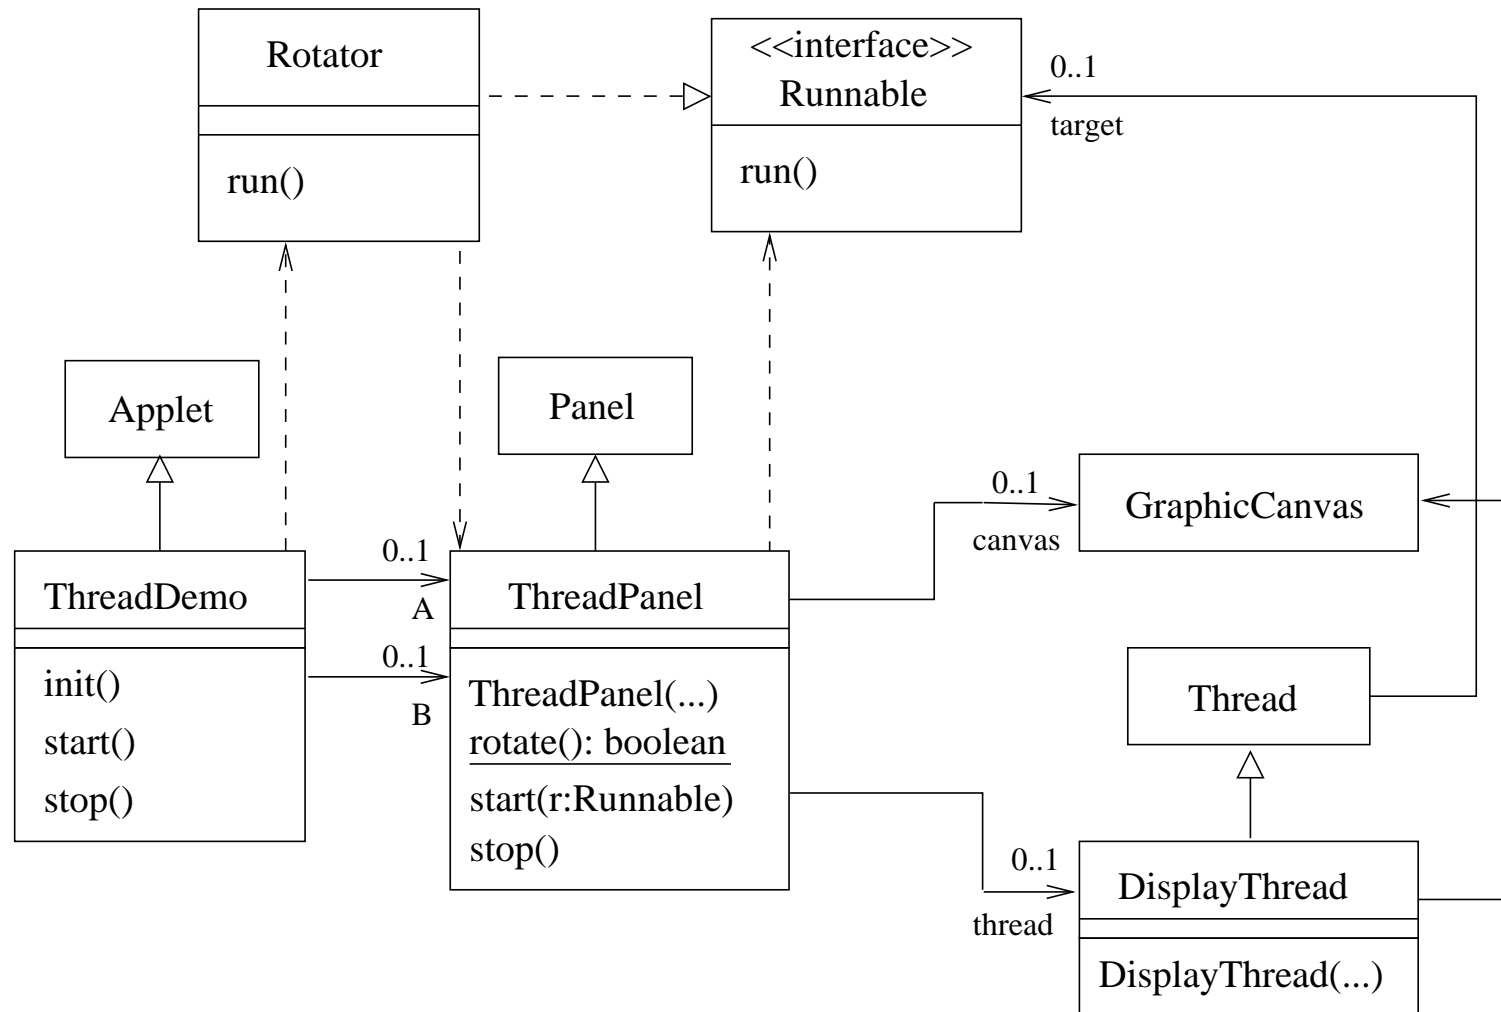 Rotator
run()
<<interface>>
Runnable
run()
0..1
target
Applet
Panel
0..1
canvas
GraphicCanvas
ThreadDemo
init()
start()
stop()
0..1
A
0..1
B
ThreadPanel
ThreadPanel(...)
rotate(): boolean
start(r:Runnable)
stop()
Thread
0..1
thread
DisplayThread
DisplayThread(...)